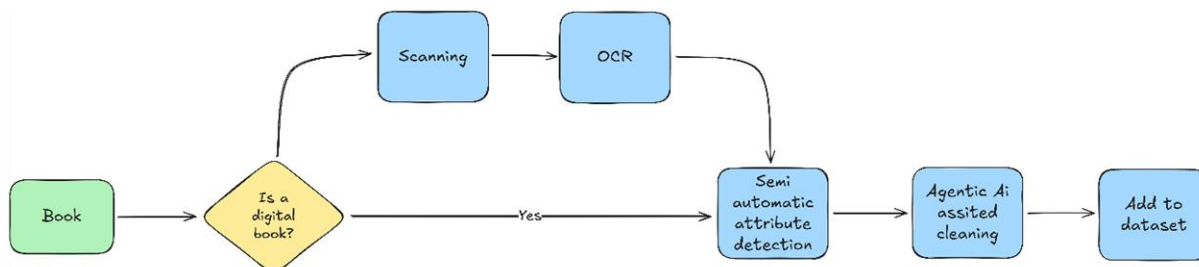 Scanning
OCR
Book
Is a
digital
book?
Yes
Semi
automatic
attribute
detection
Agentic Ai
assited
cleaning
Add to
dataset